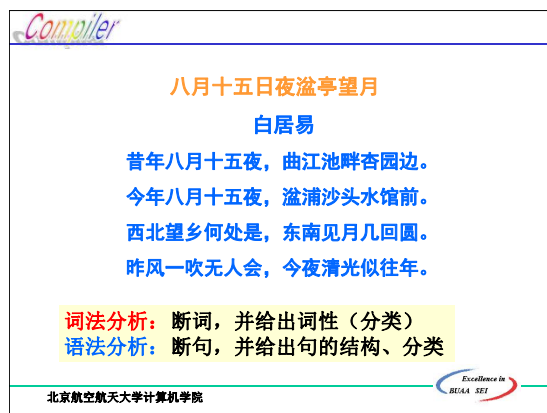 Compiler
八月十五日夜湓亭望月
白居易
昔年八月十五夜，曲江池畔杏园边。
今年八月十五夜，湓浦沙头水馆前。
西北望乡何处是，东南见月几回圆。
昨风一吹无人会，今夜清光似往年。
词法分析：断词，并给出词性（分类）
语法分析：断句，并给出句的结构、分类
北京航空航天大学计算机学院
Excellence in
BUAA SEI